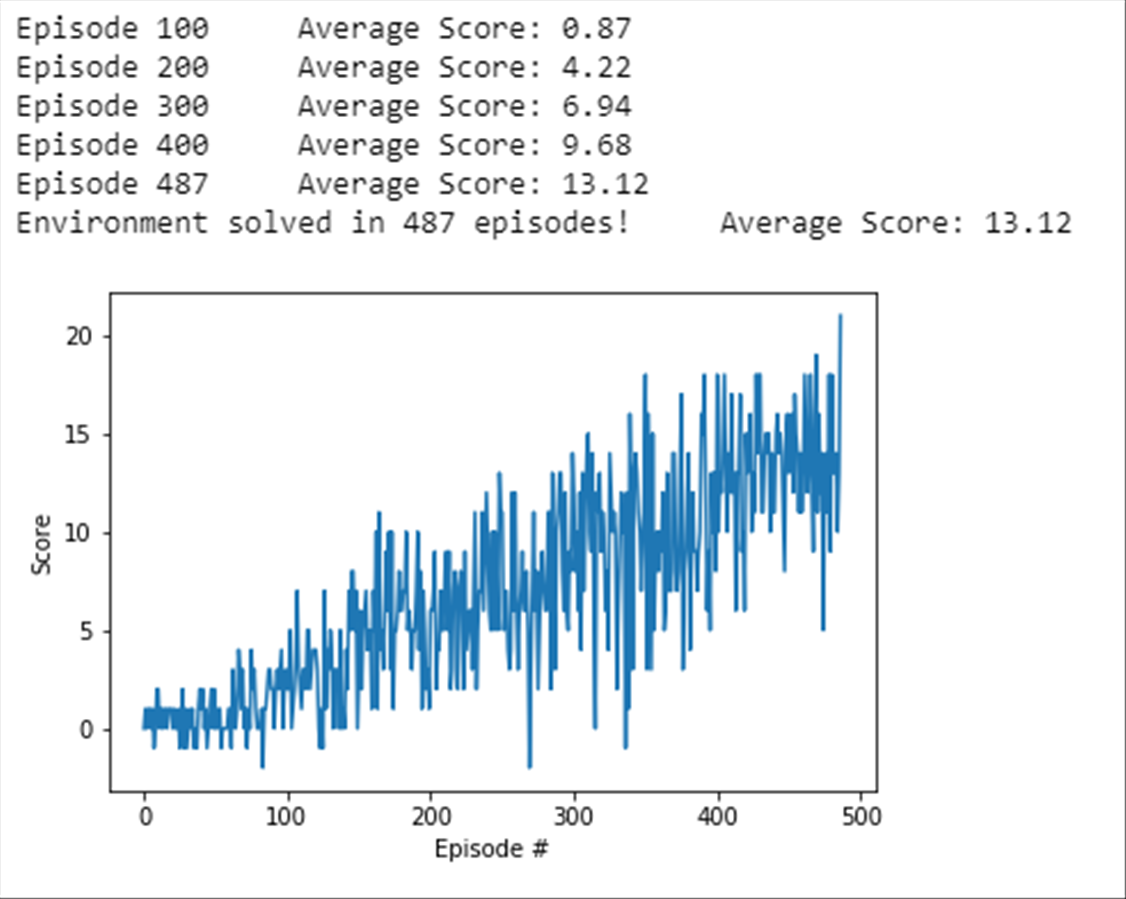 Episode 100 Average Score: 0.87
Episode 200 Average Score: 4.22
Episode 300 Average Score: 6.94
Episode 400 Average Score: 9.68
Episode 487 Average Score: 13.12
Environment solved in 487 episodes! Average Score: 13.12
20
15
10
5
0
Score
0 100 200 300 400 500
Episode #